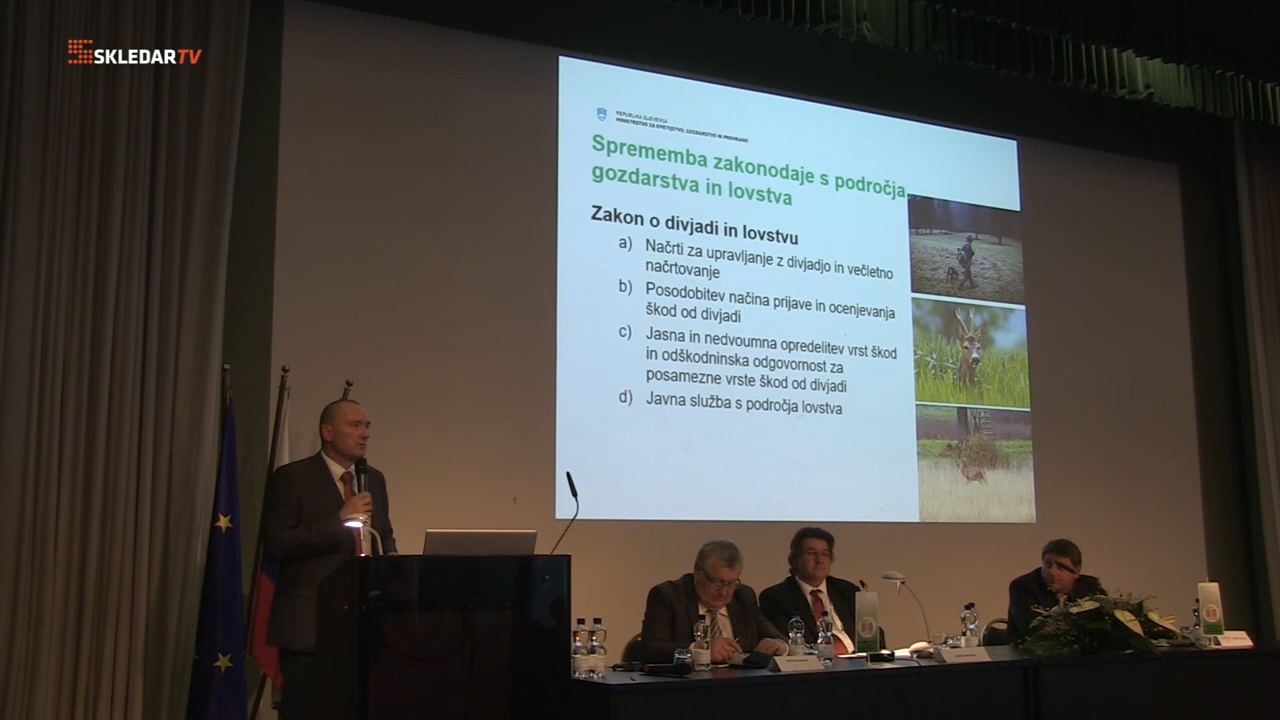 SKLEDARTV
REPUBLIKA SLOVENIJA
MINISTRSTVO ZA KMETIJSTVO, GOZDARSTVO IN PREHRANO
Sprememba zakonodaje s področja
gozdarstva in lovstva
Zakon o divjadi in lovstvu
a) Načrti za upravljanje z divjadjo in večletno
načrtovanje
b) Posodobitev načina prijave in ocenjevanja
škod od divjadi
c) Jasna in nedvoumna opredelitev vrst škod
in odškodninska odgovornost za
posamezne vrste škod od divjadi
d) Javna služba s področja lovstva